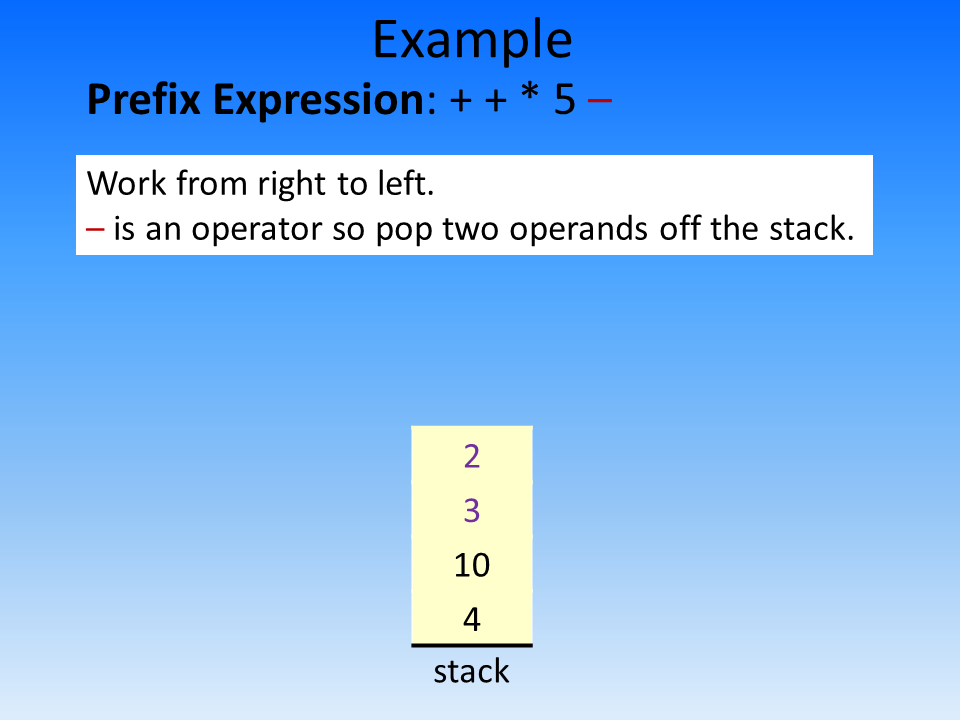 Example
Prefix Expression: + + * 5 –
Work from right to left.
– is an operator so pop two operands off the stack.
2
3
10
4
stack